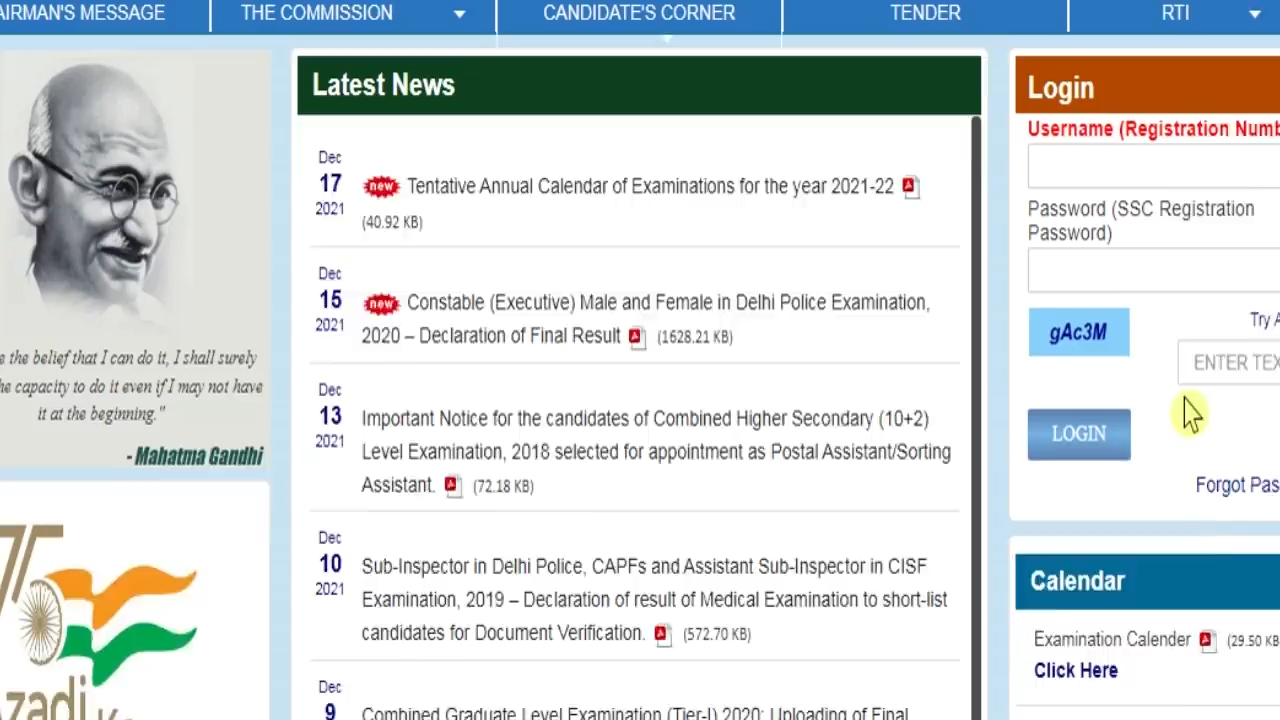 AIRMAN'S MESSAGE THE COMMISSION CANDIDATE'S CORNER TENDER RTI
e the belief that I can do it, I shall surely
he capacity to do it even if I may not have
it at the beginning."
- Mahatma Gandhi
75
zadi
Latest News
Dec
17
2021
new Tentative Annual Calendar of Examinations for the year 2021-22
(40.92 KB)
Dec
15
2021
new Constable (Executive) Male and Female in Delhi Police Examination,
2020 – Declaration of Final Result (1628.21 KB)
Dec
13
2021
Important Notice for the candidates of Combined Higher Secondary (10+2)
Level Examination, 2018 selected for appointment as Postal Assistant/Sorting
Assistant. (72.18 KB)
Dec
10
2021
Sub-Inspector in Delhi Police, CAPFs and Assistant Sub-Inspector in CISF
Examination, 2019 – Declaration of result of Medical Examination to short-list
candidates for Document Verification. (572.70 KB)
Dec
9
Combined Graduate Level Examination (Tier-I) 2020: Uploading of Final
Login
Username (Registration Numb
Password (SSC Registration
Password)
gAc3M
Try A
ENTER TEX
LOGIN
Forgot Pas
Calendar
Examination Calender (29.50 KB
Click Here